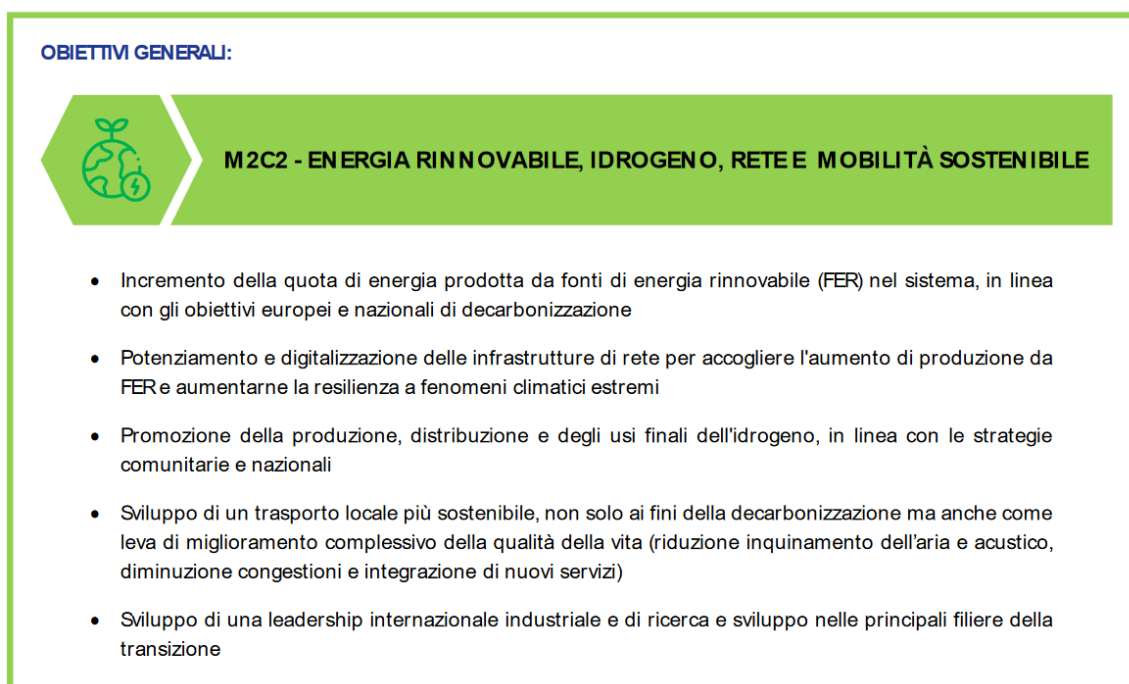 OBIETTIVI GENERALI:
M2C2 - ENERGIA RINNOVABILE, IDROGENO, RETE E MOBILITÀ SOSTENIBILE
• Incremento della quota di energia prodotta da fonti di energia rinnovabile (FER) nel sistema, in linea
con gli obiettivi europei e nazionali di decarbonizzazione
• Potenziamento e digitalizzazione delle infrastrutture di rete per accogliere l'aumento di produzione da
FER e aumentarne la resilienza a fenomeni climatici estremi
• Promozione della produzione, distribuzione e degli usi finali dell'idrogeno, in linea con le strategie
comunitarie e nazionali
• Sviluppo di un trasporto locale più sostenibile, non solo ai fini della decarbonizzazione ma anche come
leva di miglioramento complessivo della qualità della vita (riduzione inquinamento dell’aria e acustico,
diminuzione congestioni e integrazione di nuovi servizi)
• Sviluppo di una leadership internazionale industriale e di ricerca e sviluppo nelle principali filiere della
transizione